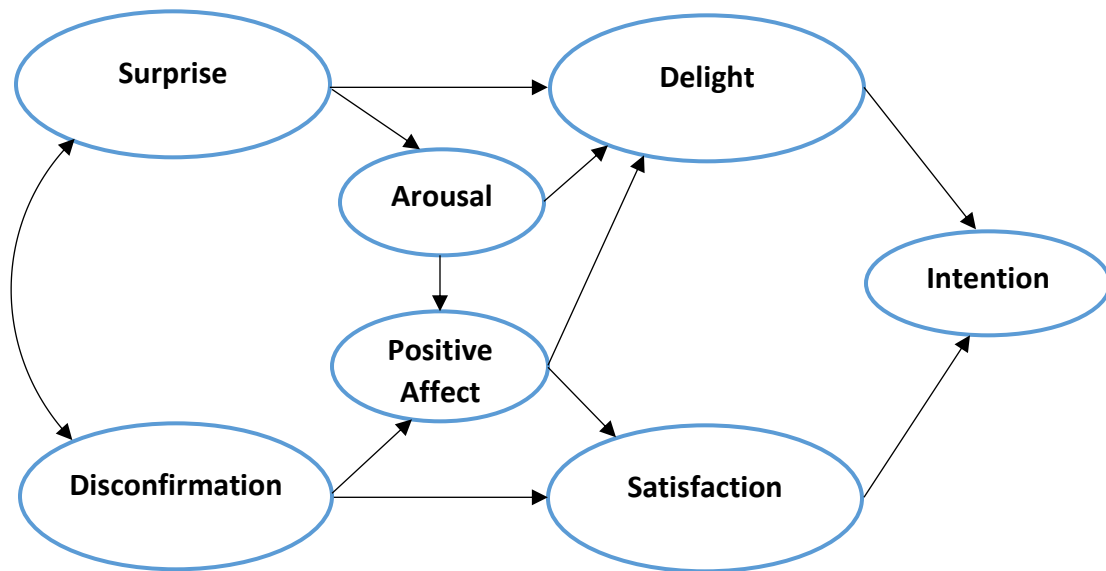 Surprise
Delight
Arousal
Intention
Positive
Affect
Disconfirmation
Satisfaction